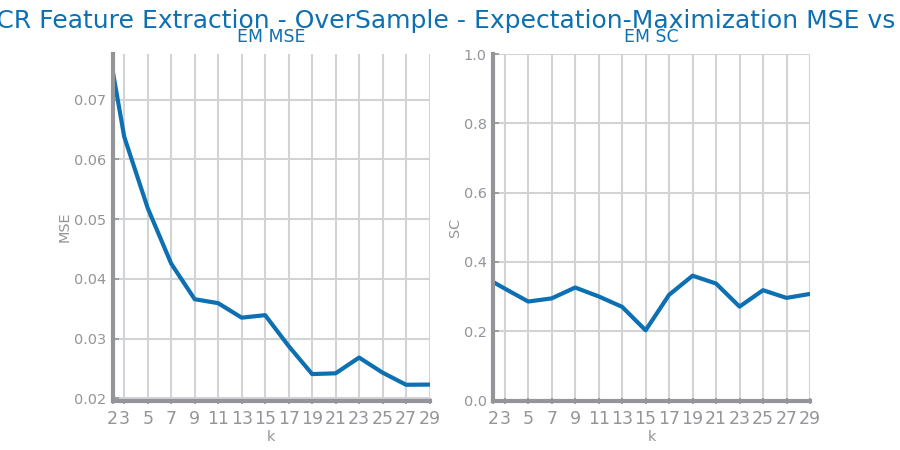 CR Feature Extraction - OverSample - Expectation-Maximization MSE vs
EM MSE
EM SC
0.07
0.06
0.05
0.04
0.03
0.02
MSE
2 3 5 7 9 11 13 15 17 19 21 23 25 27 29
k
1.0
0.8
0.6
0.4
0.2
0.0
SC
2 3 5 7 9 11 13 15 17 19 21 23 25 27 29
k